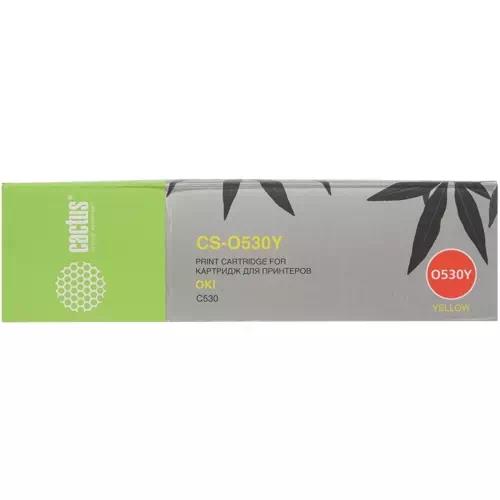 cactus
CS-O530Y
PRINT CARTRIDGE FOR
КАРТРИДЖ ДЛЯ ПРИНТЕРОВ
OKI
C530
O530Y
YELLOW